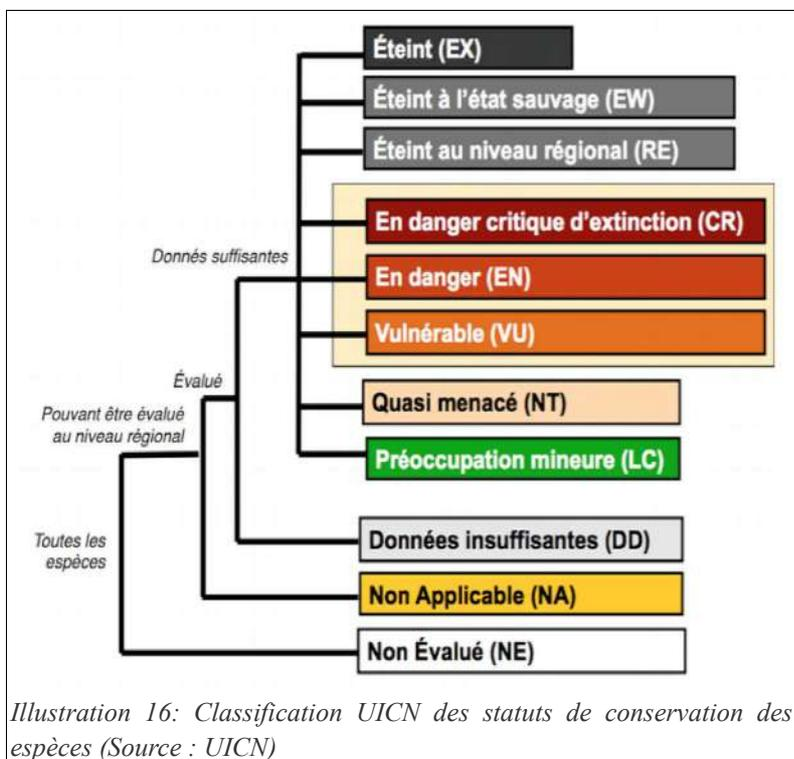 Éteint (EX)
Éteint à l'état sauvage (EW)
Éteint au niveau régional (RE)
En danger critique d'extinction (CR)
Donnés suffisantes
En danger (EN)
Vulnérable (VU)
Évalué
Quasi menacé (NT)
Pouvant être évalué
au niveau régional
Préoccupation mineure (LC)
Toutes les
espèces
Données insuffisantes (DD)
Non Applicable (NA)
Non Évalué (NE)
Illustration 16: Classification UICN des statuts de conservation des
espèces (Source : UICN)